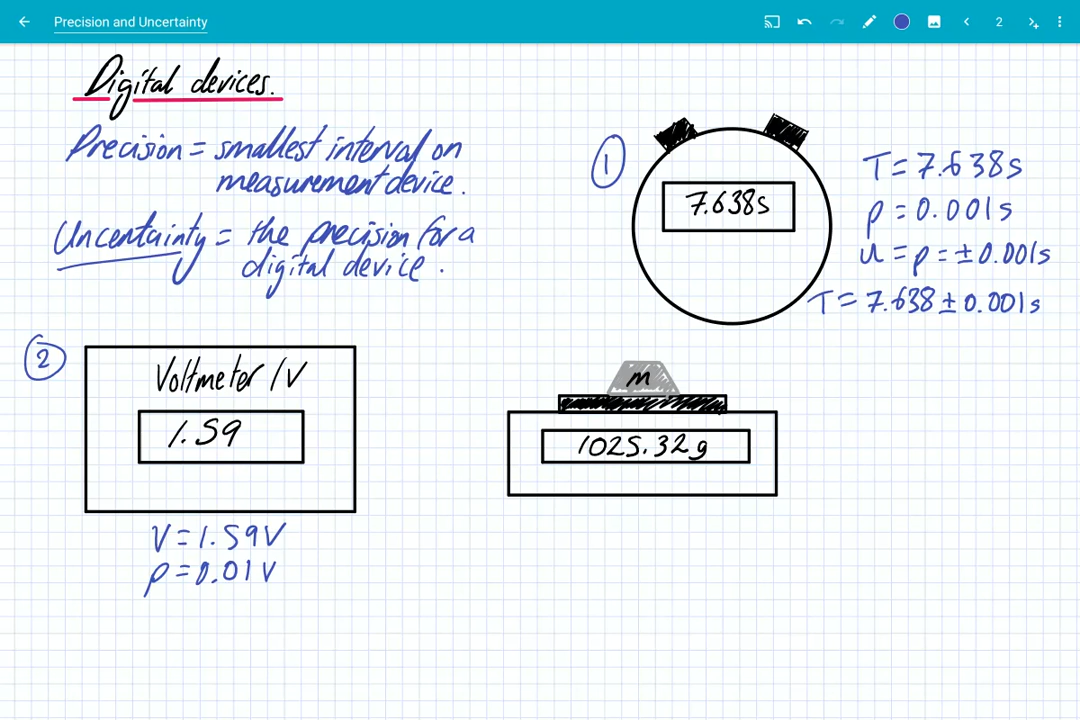 Precision and Uncertainty
2
Digital devices.
Precision = smallest interval on
measurement device.
Uncentainty = the precision for a
digital device.
1
7.638s
T = 7.638s
p = 0.001s
u = p = ± 0.001s
T = 7.638 ± 0.001s
2
Voltmeter / V
1.59
V = 1.59V
p = 0.01V
m
1025.32g